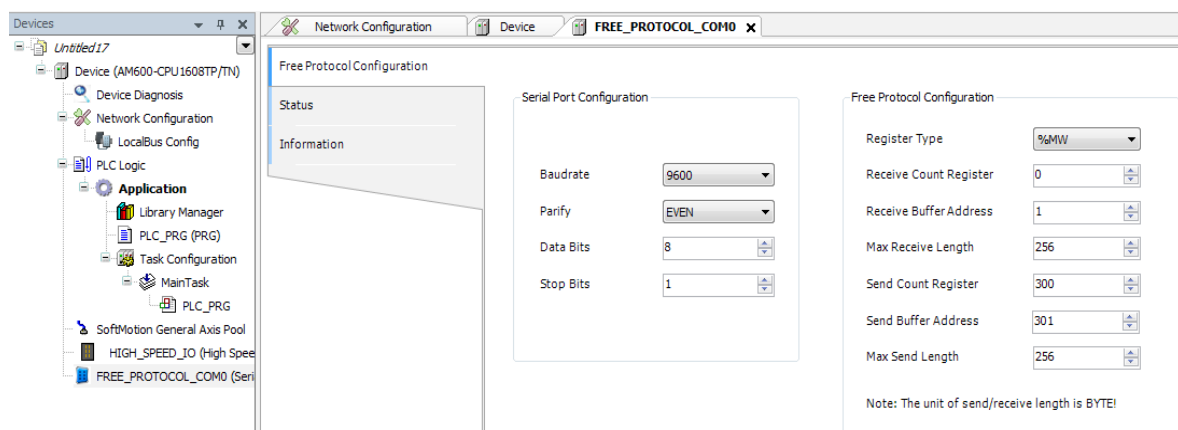 Devices
Untitled17
Device (AM600-CPU1608TP/TN)
Device Diagnosis
Network Configuration
LocalBus Config
PLC Logic
Application
Library Manager
PLC_PRG (PRG)
Task Configuration
MainTask
PLC_PRG
SoftMotion General Axis Pool
HIGH_SPEED_IO (High Spee
FREE_PROTOCOL_COM0 (Seri
Network Configuration
Device
FREE_PROTOCOL_COM0
Free Protocol Configuration
Status
Information
Serial Port Configuration
Baudrate 9600
Parify EVEN
Data Bits 8
Stop Bits 1
Free Protocol Configuration
Register Type %MW
Receive Count Register 0
Receive Buffer Address 1
Max Receive Length 256
Send Count Register 300
Send Buffer Address 301
Max Send Length 256
Note: The unit of send/receive length is BYTE!